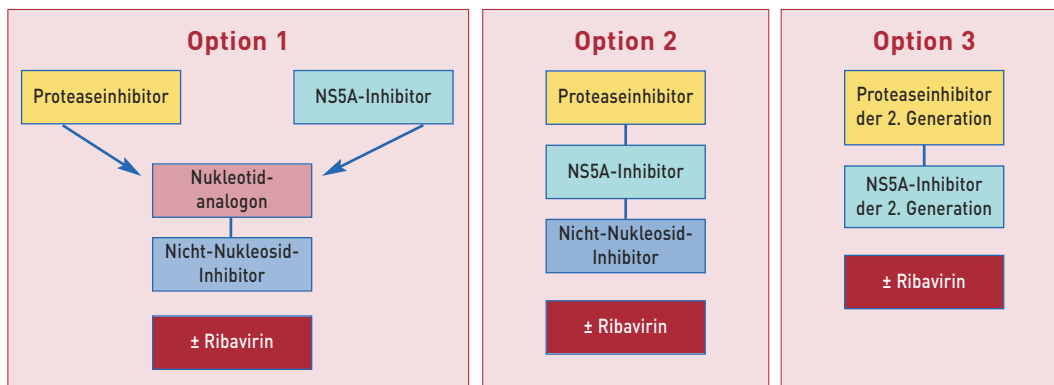 Option 1
Proteaseinhibitor
NS5A-Inhibitor
Nukleotid-
analogon
Nicht-Nukleosid-
Inhibitor
± Ribavirin
Option 2
Proteaseinhibitor
NS5A-Inhibitor
Nicht-Nukleosid-
Inhibitor
± Ribavirin
Option 3
Proteaseinhibitor
der 2. Generation
NS5A-Inhibitor
der 2. Generation
± Ribavirin